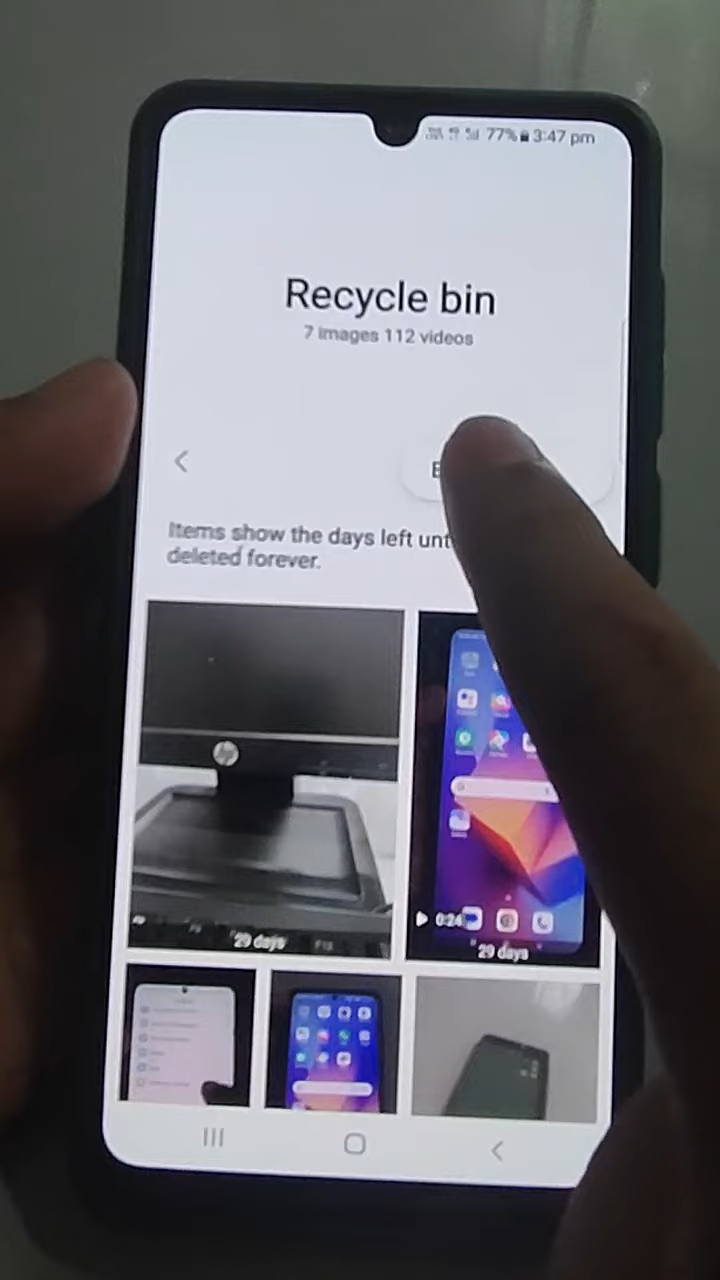 77% 3:47 pm
Recycle bin
7 images 112 videos
Items show the days left
deleted forever.
hp
0:24
29 days
29 days